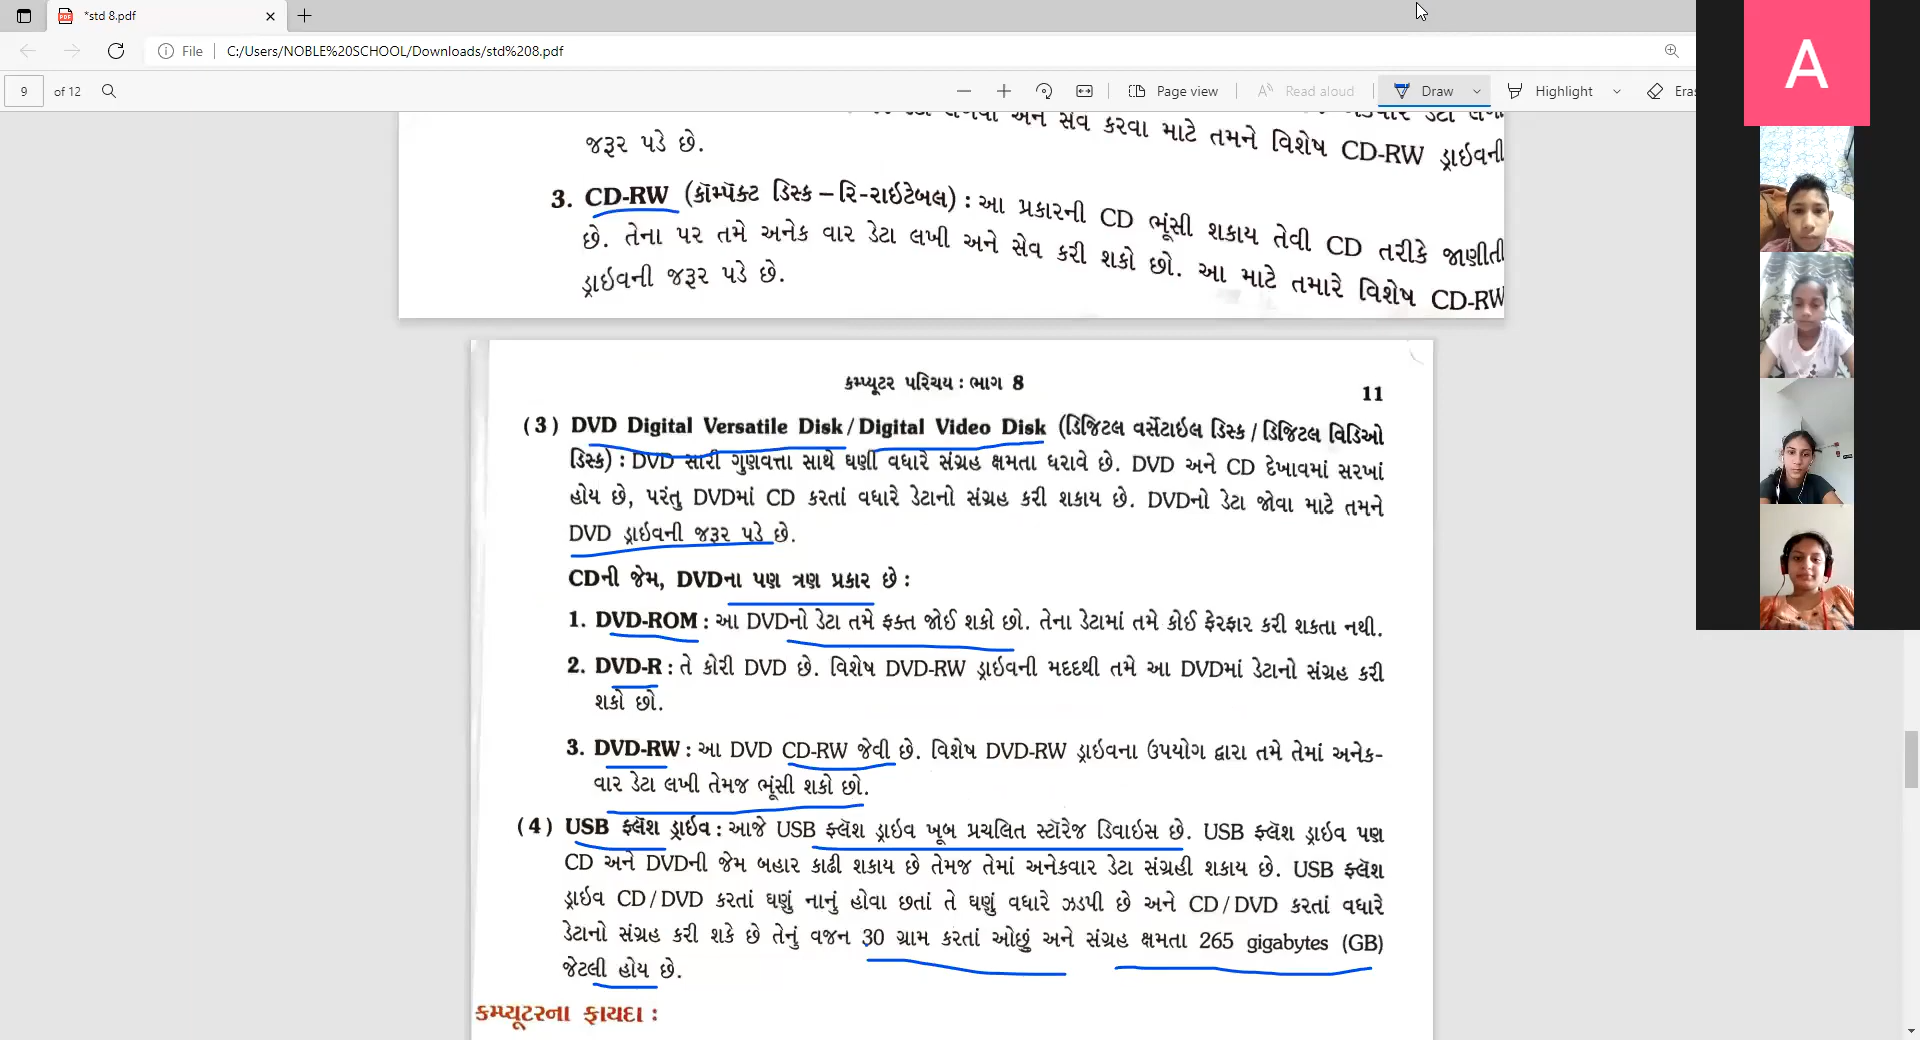 *std 8.pdf
File
C:/Users/NOBLE%20SCHOOL/Downloads/std%208.pdf
9 of 12
Page view
Read aloud
Draw
Highlight
Eras
A
અને સેવ કરવા માટે તમને વિશેષ CD-RW ડ્રાઇવની
જરૂર પડે છે.
3. CD-RW (કૉમ્પૅક્ટ ડિસ્ક – રિ-રાઇટેબલ) : આ પ્રકારની CD ભૂંસી શકાય તેવી CD તરીકે જાણીતી
છે. તેના પર તમે અનેક વાર ડેટા લખી અને સેવ કરી શકો છો. આ માટે તમારે વિશેષ CD-RW
ડ્રાઇવની જરૂર પડે છે.
કમ્પ્યૂટર પરિચય : ભાગ 8
11
(3) DVD Digital Versatile Disk / Digital Video Disk (ડિજિટલ વર્સેટાઇલ ડિસ્ક / ડિજિટલ વિડિઓ
ડિસ્ક) : DVD સારી ગુણવત્તા સાથે ઘણી વધારે સંગ્રહ ક્ષમતા ધરાવે છે. DVD અને CD દેખાવમાં સરખાં
હોય છે, પરંતુ DVDમાં CD કરતાં વધારે ડેટાનો સંગ્રહ કરી શકાય છે. DVDનો ડેટા જોવા માટે તમને
DVD ડ્રાઇવની જરૂર પડે છે.
CDની જેમ, DVDના પણ ત્રણ પ્રકાર છે :
1. DVD-ROM : આ DVDનો ડેટા તમે ફક્ત જોઈ શકો છો. તેના ડેટામાં તમે કોઈ ફેરફાર કરી શકતા નથી.
2. DVD-R : તે કોરી DVD છે. વિશેષ DVD-RW ડ્રાઇવની મદદથી તમે આ DVDમાં ડેટાનો સંગ્રહ કરી
શકો છો.
3. DVD-RW : આ DVD CD-RW જેવી છે. વિશેષ DVD-RW ડ્રાઇવના ઉપયોગ દ્વારા તમે તેમાં અનેક-
વાર ડેટા લખી તેમજ ભૂંસી શકો છો.
(4) USB ફ્લૅશ ડ્રાઇવ : આજે USB ફ્લૅશ ડ્રાઇવ ખૂબ પ્રચલિત સ્ટૉરેજ ડિવાઇસ છે. USB ફ્લૅશ ડ્રાઇવ પણ
CD અને DVDની જેમ બહાર કાઢી શકાય છે તેમજ તેમાં અનેકવાર ડેટા સંગ્રહી શકાય છે. USB ફ્લૅશ
ડ્રાઇવ CD / DVD કરતાં ઘણું નાનું હોવા છતાં તે ઘણું વધારે ઝડપી છે અને CD / DVD કરતાં વધારે
ડેટાનો સંગ્રહ કરી શકે છે તેનું વજન 30 ગ્રામ કરતાં ઓછું અને સંગ્રહ ક્ષમતા 265 gigabytes (GB)
જેટલી હોય છે.
કમ્પ્યૂટરના ફાયદા :